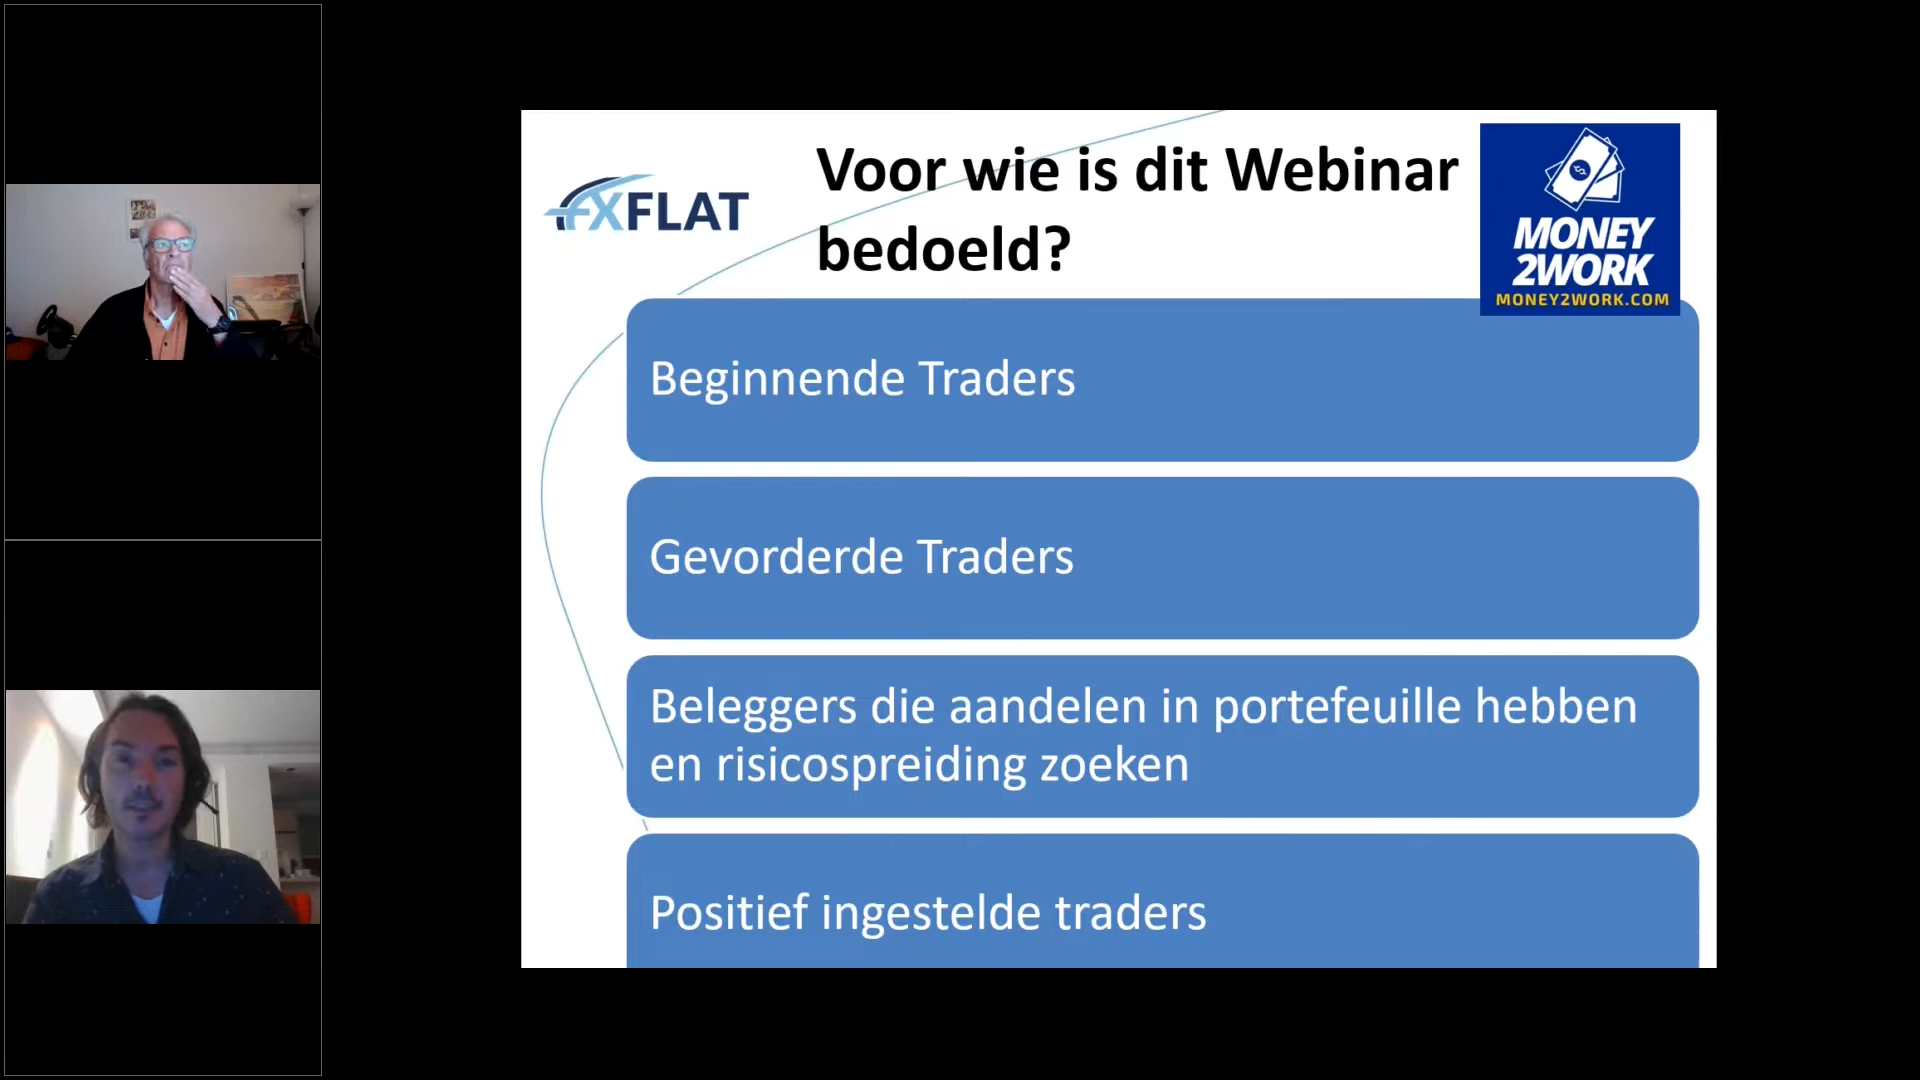 FXFLAT
Voor wie is dit Webinar
bedoeld?
MONEY
2WORK
MONEY2WORK.COM
Beginnende Traders
Gevorderde Traders
Beleggers die aandelen in portefeuille hebben
en risicospreiding zoeken
Positief ingestelde traders